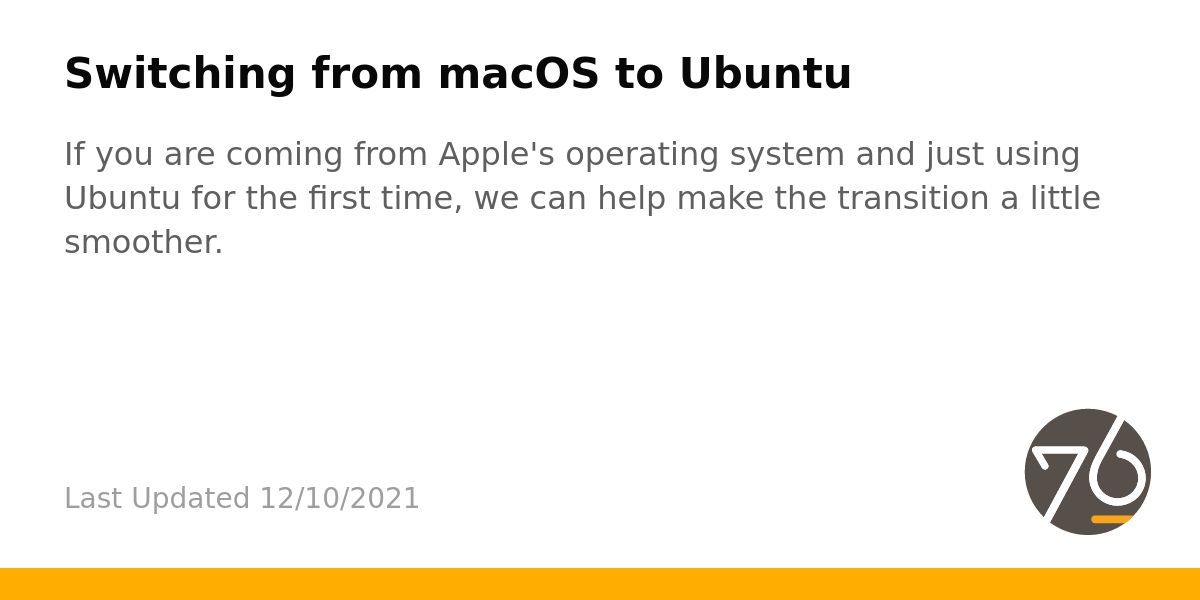 Switching from macOS to Ubuntu
If you are coming from Apple's operating system and just using
Ubuntu for the first time, we can help make the transition a little
smoother.
Last Updated 12/10/2021
76